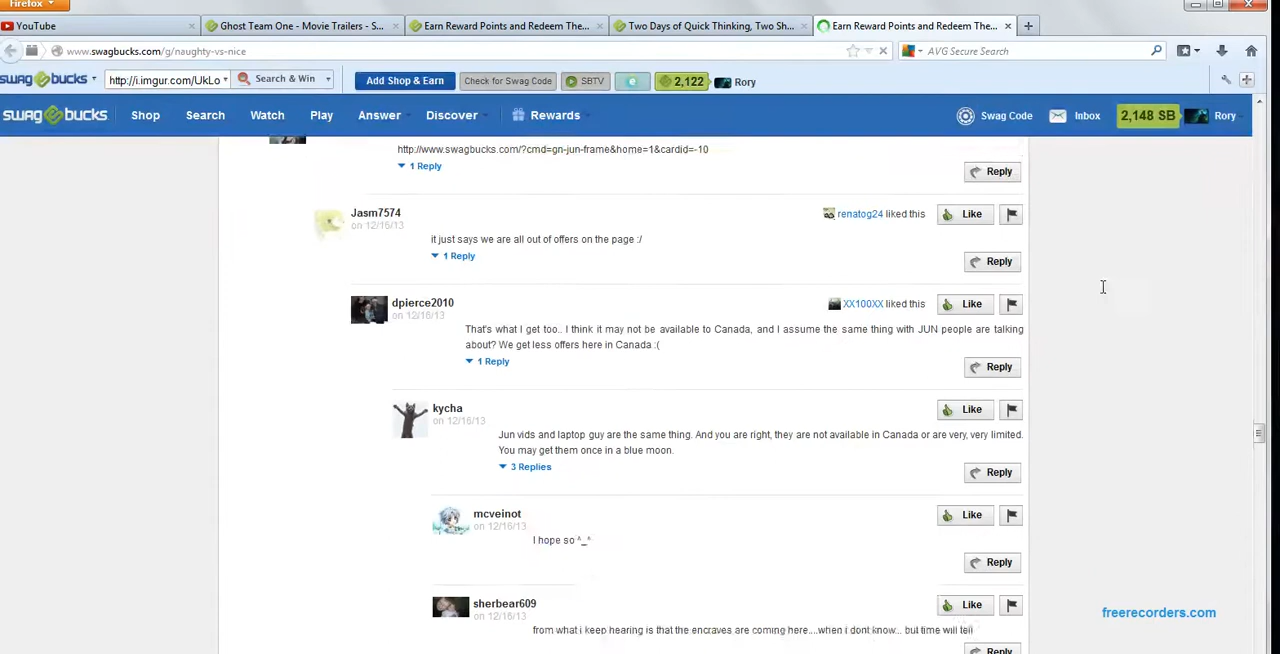 Firefox
YouTube
Ghost Team One - Movie Trailers - S...
Earn Reward Points and Redeem The...
Two Days of Quick Thinking, Two Sh...
Earn Reward Points and Redeem The...
www.swagbucks.com/g/naughty-vs-nice
AVG Secure Search
swagbucks
http://i.imgur.com/UkLo
Search & Win
Add Shop & Earn
Check for Swag Code
SBTV
2,122
Rory
swagbucks
Shop
Search
Watch
Play
Answer
Discover
Rewards
Swag Code
Inbox
2,148 SB
Rory
http://www.swagbucks.com/?cmd=gn-jun-frame&home=1&cardid=-10
1 Reply
Reply
Jasm7574
on 12/16/13
renatog24 liked this
Like
it just says we are all out of offers on the page :/
1 Reply
Reply
dpierce2010
on 12/16/13
XX100XX liked this
Like
That's what I get too.. I think it may not be available to Canada, and I assume the same thing with JUN people are talking
about? We get less offers here in Canada :(
1 Reply
Reply
kycha
on 12/16/13
Like
Jun vids and laptop guy are the same thing. And you are right, they are not available in Canada or are very, very limited.
You may get them once in a blue moon.
3 Replies
Reply
mcveinot
on 12/16/13
Like
I hope so ^_^
Reply
sherbear609
on 12/16/13
Like
from what i keep hearing is that the encraves are coming here....when i dont know... but time will tell
Reply
freerecorders.com